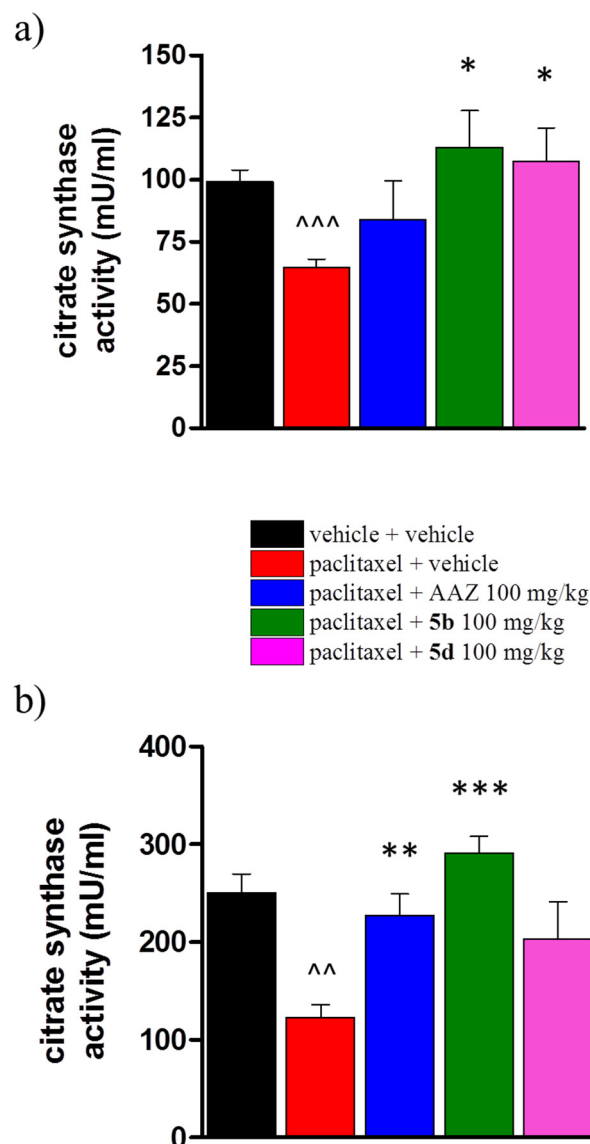 a)
citrate synthase
activity (mU/ml)
150
125
100
75
50
25
0
^^^
*
*
vehicle + vehicle
paclitaxel + vehicle
paclitaxel + AAZ 100 mg/kg
paclitaxel + 5b 100 mg/kg
paclitaxel + 5d 100 mg/kg
b)
citrate synthase
activity (mU/ml)
400
300
200
100
0
^^
**
***